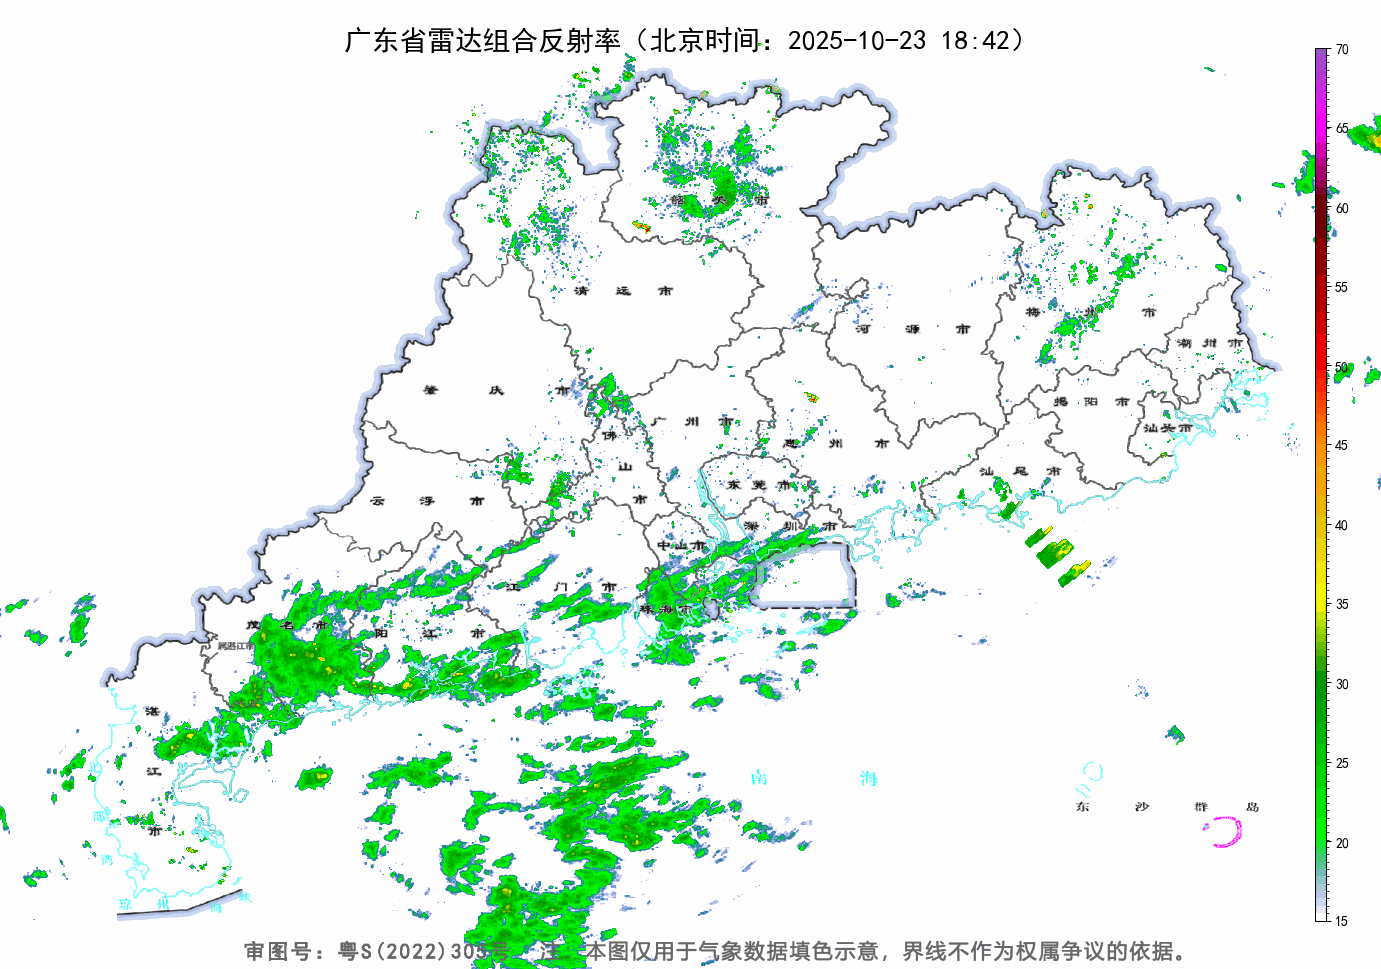 广东省雷达组合反射率（北京时间：2025-10-23 18:42）
70
65
60
55
50
45
40
35
30
25
20
15
韶关市
清远市
河源市
梅州市
潮州市
肇庆市
揭阳市
汕头市
广州市
佛山市
惠州市
汕尾市
云浮市
东莞市
深圳市
中山市
江门市
珠海市
茂名市
阳江市
属湛江市
湛江市
南海
东沙群岛
湾
琼州海峡
审图号：粤S(2022)305号 注：本图仅用于气象数据填色示意，界线不作为权属争议的依据。